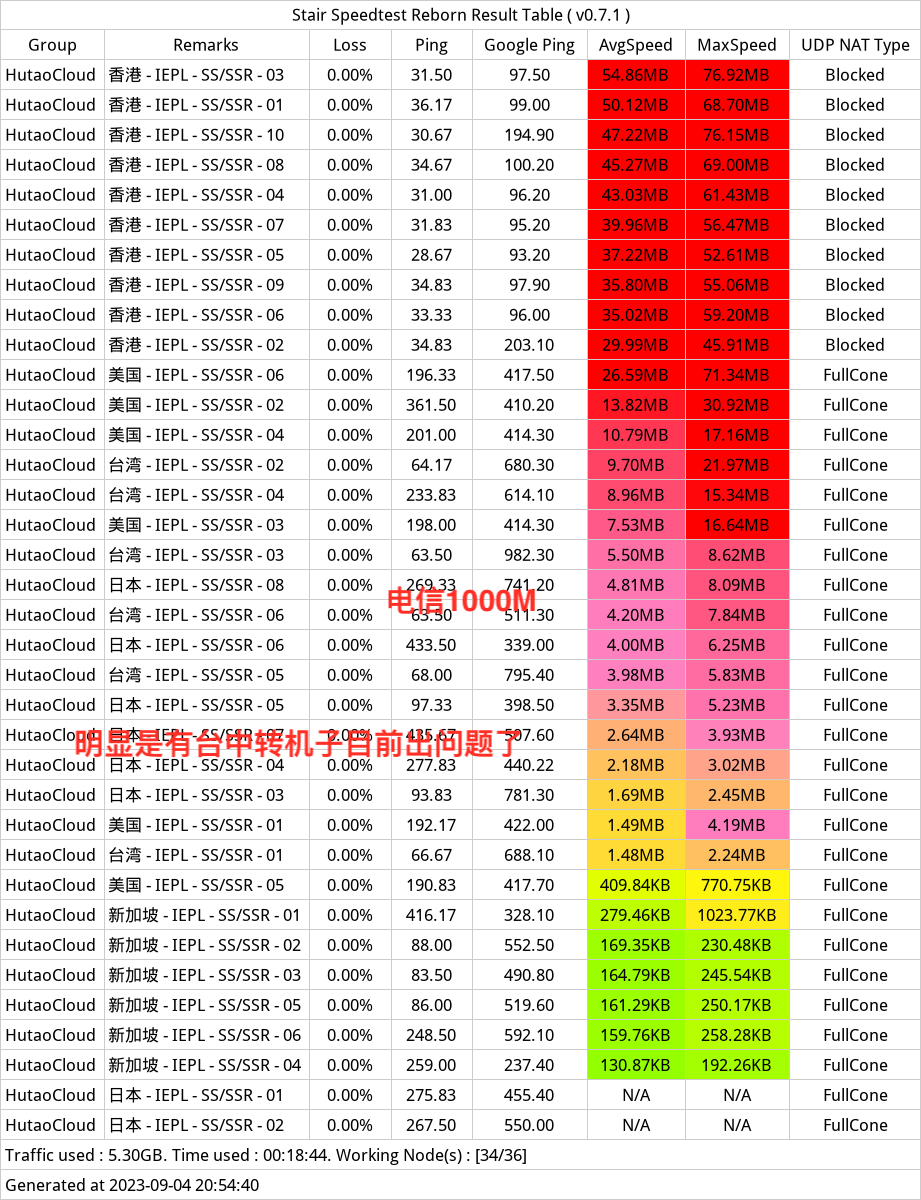 Stair Speedtest Reborn Result Table ( v0.7.1 )
Group Remarks Loss Ping Google Ping AvgSpeed MaxSpeed UDP NAT Type
HutaoCloud 香港 - IEPL - SS/SSR - 03 0.00% 31.50 97.50 54.86MB 76.92MB Blocked
HutaoCloud 香港 - IEPL - SS/SSR - 01 0.00% 36.17 99.00 50.12MB 68.70MB Blocked
HutaoCloud 香港 - IEPL - SS/SSR - 10 0.00% 30.67 194.90 47.22MB 76.15MB Blocked
HutaoCloud 香港 - IEPL - SS/SSR - 08 0.00% 34.67 100.20 45.27MB 69.00MB Blocked
HutaoCloud 香港 - IEPL - SS/SSR - 04 0.00% 31.00 96.20 43.03MB 61.43MB Blocked
HutaoCloud 香港 - IEPL - SS/SSR - 07 0.00% 31.83 95.20 39.96MB 56.47MB Blocked
HutaoCloud 香港 - IEPL - SS/SSR - 05 0.00% 28.67 93.20 37.22MB 52.61MB Blocked
HutaoCloud 香港 - IEPL - SS/SSR - 09 0.00% 34.83 97.90 35.80MB 55.06MB Blocked
HutaoCloud 香港 - IEPL - SS/SSR - 06 0.00% 33.33 96.00 35.02MB 59.20MB Blocked
HutaoCloud 香港 - IEPL - SS/SSR - 02 0.00% 34.83 203.10 29.99MB 45.91MB Blocked
HutaoCloud 美国 - IEPL - SS/SSR - 06 0.00% 196.33 417.50 26.59MB 71.34MB FullCone
HutaoCloud 美国 - IEPL - SS/SSR - 02 0.00% 361.50 410.20 13.82MB 30.92MB FullCone
HutaoCloud 美国 - IEPL - SS/SSR - 04 0.00% 201.00 414.30 10.79MB 17.16MB FullCone
HutaoCloud 台湾 - IEPL - SS/SSR - 02 0.00% 64.17 680.30 9.70MB 21.97MB FullCone
HutaoCloud 台湾 - IEPL - SS/SSR - 04 0.00% 233.83 614.10 8.96MB 15.34MB FullCone
HutaoCloud 美国 - IEPL - SS/SSR - 03 0.00% 198.00 414.30 7.53MB 16.64MB FullCone
HutaoCloud 台湾 - IEPL - SS/SSR - 03 0.00% 63.50 982.30 5.50MB 8.62MB FullCone
HutaoCloud 日本 - IEPL - SS/SSR - 08 0.00% 269.33 741.20 4.81MB 8.09MB FullCone
电信1000M
HutaoCloud 台湾 - IEPL - SS/SSR - 06 0.00% 63.50 511.30 4.20MB 7.84MB FullCone
HutaoCloud 日本 - IEPL - SS/SSR - 06 0.00% 433.50 339.00 4.00MB 6.25MB FullCone
HutaoCloud 台湾 - IEPL - SS/SSR - 05 0.00% 68.00 795.40 3.98MB 5.83MB FullCone
HutaoCloud 日本 - IEPL - SS/SSR - 05 0.00% 97.33 398.50 3.35MB 5.23MB FullCone
HutaoCloud 日本 - IEPL - SS/SSR - 07 0.00% 435.67 597.60 2.64MB 3.93MB FullCone
明显是有台中转机子目前出问题了
HutaoCloud 日本 - IEPL - SS/SSR - 04 0.00% 277.83 440.22 2.18MB 3.02MB FullCone
HutaoCloud 日本 - IEPL - SS/SSR - 03 0.00% 93.83 781.30 1.69MB 2.45MB FullCone
HutaoCloud 美国 - IEPL - SS/SSR - 01 0.00% 192.17 422.00 1.49MB 4.19MB FullCone
HutaoCloud 台湾 - IEPL - SS/SSR - 01 0.00% 66.67 688.10 1.48MB 2.24MB FullCone
HutaoCloud 美国 - IEPL - SS/SSR - 05 0.00% 190.83 417.70 409.84KB 770.75KB FullCone
HutaoCloud 新加坡 - IEPL - SS/SSR - 01 0.00% 416.17 328.10 279.46KB 1023.77KB FullCone
HutaoCloud 新加坡 - IEPL - SS/SSR - 02 0.00% 88.00 552.50 169.35KB 230.48KB FullCone
HutaoCloud 新加坡 - IEPL - SS/SSR - 03 0.00% 83.50 490.80 164.79KB 245.54KB FullCone
HutaoCloud 新加坡 - IEPL - SS/SSR - 05 0.00% 86.00 519.60 161.29KB 250.17KB FullCone
HutaoCloud 新加坡 - IEPL - SS/SSR - 06 0.00% 248.50 592.10 159.76KB 258.28KB FullCone
HutaoCloud 新加坡 - IEPL - SS/SSR - 04 0.00% 259.00 237.40 130.87KB 192.26KB FullCone
HutaoCloud 日本 - IEPL - SS/SSR - 01 0.00% 275.83 455.40 N/A N/A FullCone
HutaoCloud 日本 - IEPL - SS/SSR - 02 0.00% 267.50 550.00 N/A N/A FullCone
Traffic used : 5.30GB. Time used : 00:18:44. Working Node(s) : [34/36]
Generated at 2023-09-04 20:54:40